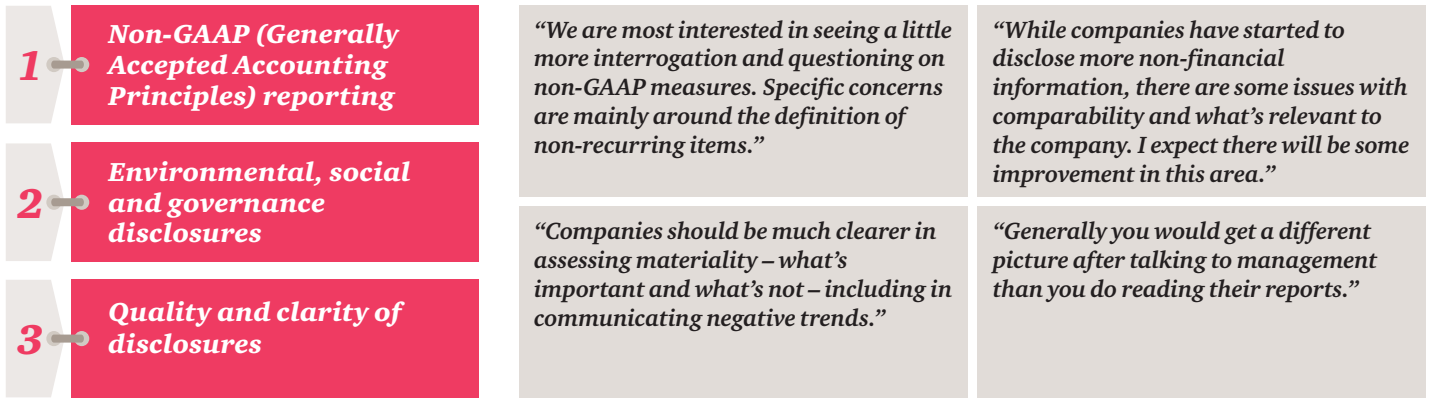 1
Non-GAAP (Generally
Accepted Accounting
Principles) reporting
2
Environmental, social
and governance
disclosures
3
Quality and clarity of
disclosures
“We are most interested in seeing a little
more interrogation and questioning on
non-GAAP measures. Specific concerns
are mainly around the definition of
non-recurring items.”
“While companies have started to
disclose more non-financial
information, there are some issues with
comparability and what’s relevant to
the company. I expect there will be some
improvement in this area.”
“Companies should be much clearer in
assessing materiality – what’s
important and what’s not – including in
communicating negative trends.”
“Generally you would get a different
picture after talking to management
than you do reading their reports.”